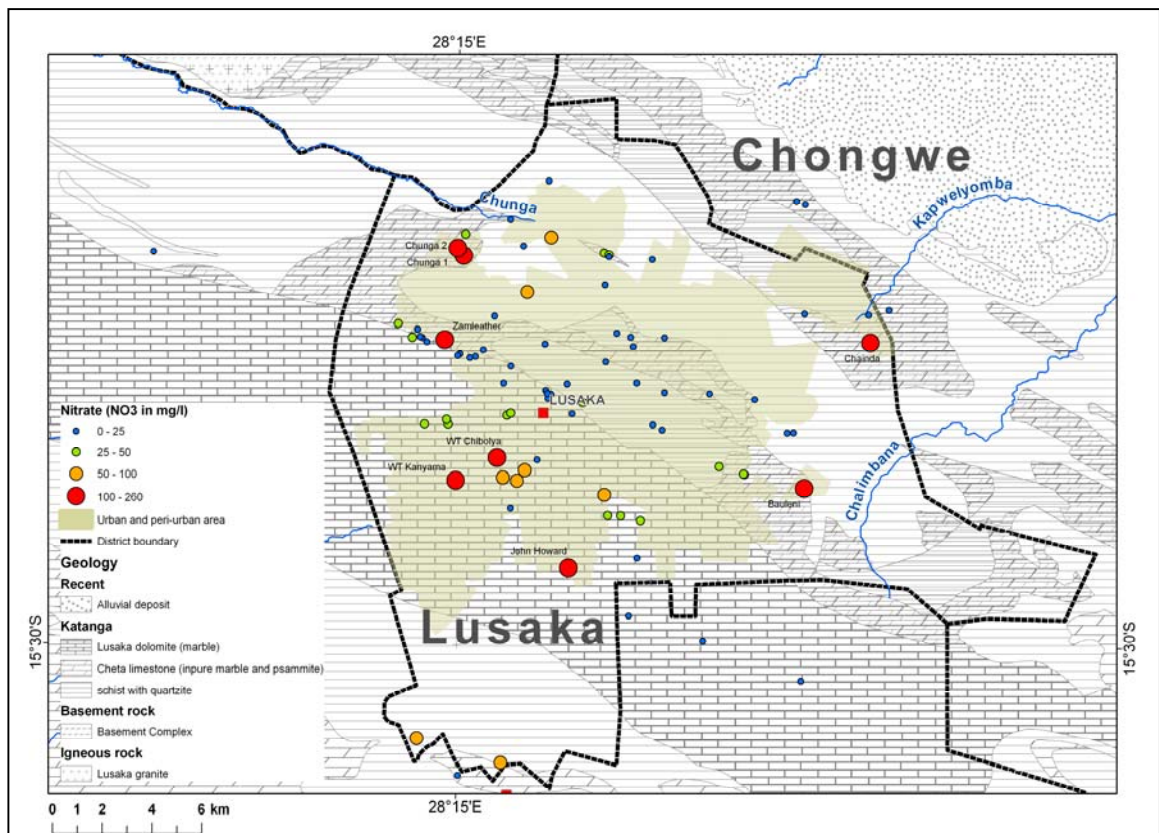 28°15'E
Chongwe
Kapwelyomba
Chunga
Chunga 2
Chunga 1
Zamleather
Chainda
LUSAKA
WT Chibolya
WT Kanyama
Bauleni
Chalimbana
John Howard
Lusaka
Nitrate (NO3 in mg/l)
0 - 25
25 - 50
50 - 100
100 - 260
Urban and peri-urban area
District boundary
Geology
Recent
Alluvial deposit
Katanga
Lusaka dolomite (marble)
Cheta limestone (inpure marble and psammite)
schist with quartzite
Basement rock
Basement Complex
Igneous rock
Lusaka granite
15°30'S
15°30'S
28°15'E
0 1 2 4 6 km